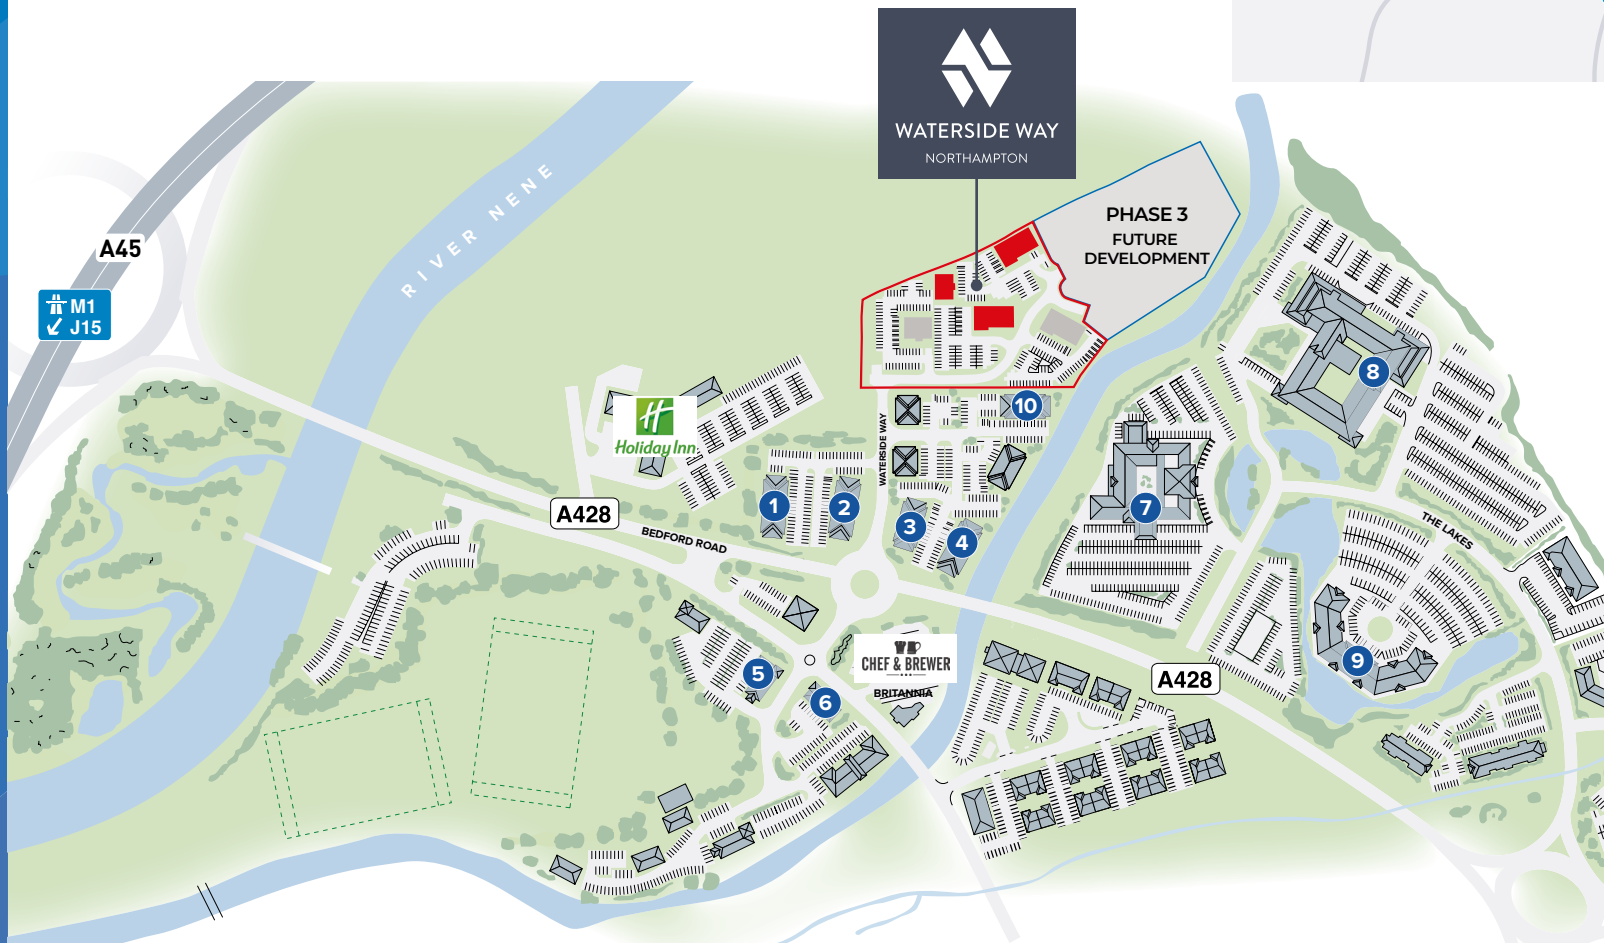 WATERSIDE WAY
NORTHAMPTON
RIVER NENE
A45
M1
J15
PHASE 3
FUTURE
DEVELOPMENT
8
Holiday Inn
WATERSIDE WAY
10
1
2
A428
BEDFORD ROAD
3
4
7
THE LAKES
CHEF & BREWER
BRITANNIA
5
6
A428
9